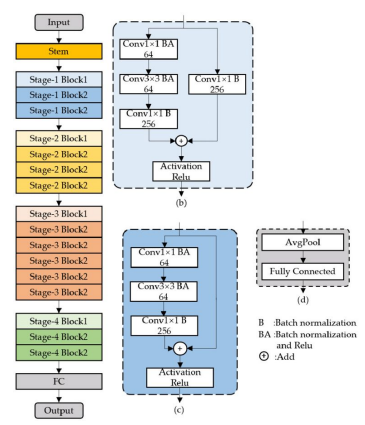 Input
Stem
Stage-1 Block1
Stage-1 Block2
Stage-1 Block2
Stage-2 Block1
Stage-2 Block2
Stage-2 Block2
Stage-2 Block2
Stage-3 Block1
Stage-3 Block2
Stage-3 Block2
Stage-3 Block2
Stage-3 Block2
Stage-3 Block2
Stage-4 Block1
Stage-4 Block2
Stage-4 Block2
FC
Output
Conv1×1 BA
64
Conv3×3 BA
64
Conv1×1 B
256
Conv1×1 B
256
+
Activation
Relu
(b)
Conv1×1 BA
64
Conv3×3 BA
64
Conv1×1 B
256
+
Activation
Relu
(c)
AvgPool
Fully Connected
(d)
B :Batch normalization
BA :Batch normalization
and Relu
+ :Add